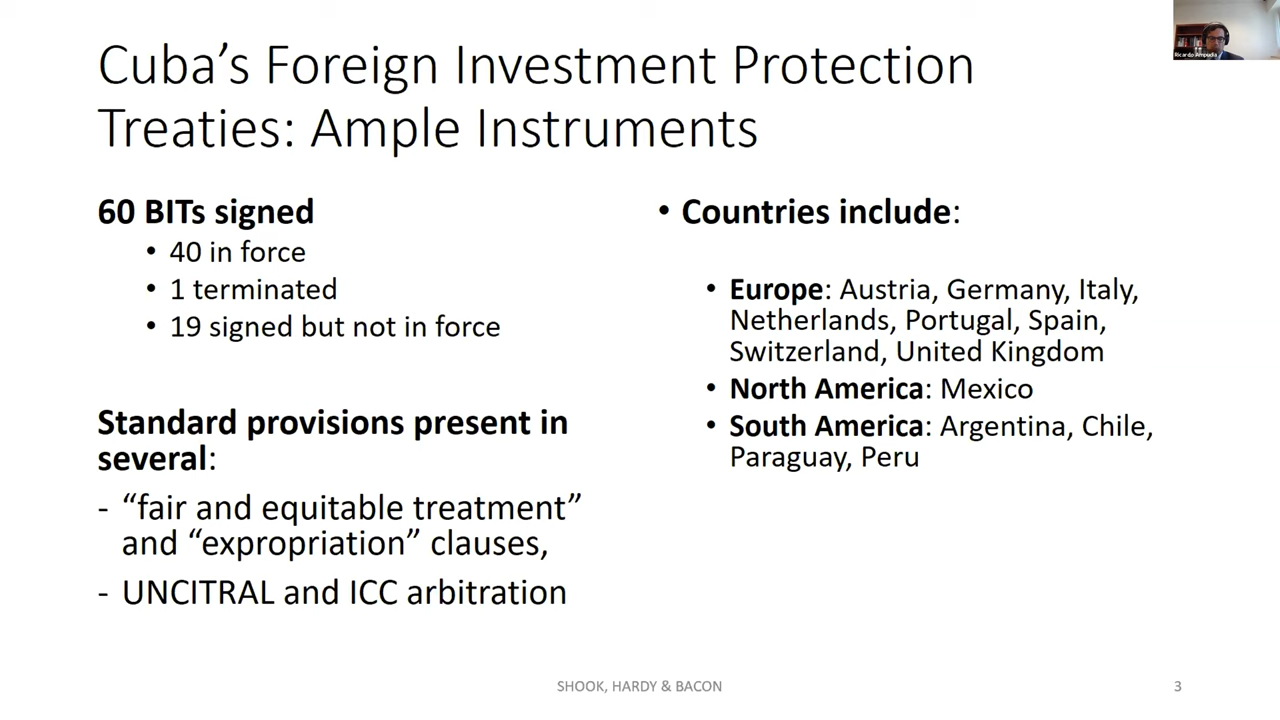 Cuba’s Foreign Investment Protection
Treaties: Ample Instruments
Ricardo Ampudia
60 BITs signed
• 40 in force
• 1 terminated
• 19 signed but not in force
Standard provisions present in
several:
- “fair and equitable treatment”
and “expropriation” clauses,
- UNCITRAL and ICC arbitration
• Countries include:
• Europe: Austria, Germany, Italy,
Netherlands, Portugal, Spain,
Switzerland, United Kingdom
• North America: Mexico
• South America: Argentina, Chile,
Paraguay, Peru
SHOOK, HARDY & BACON
3